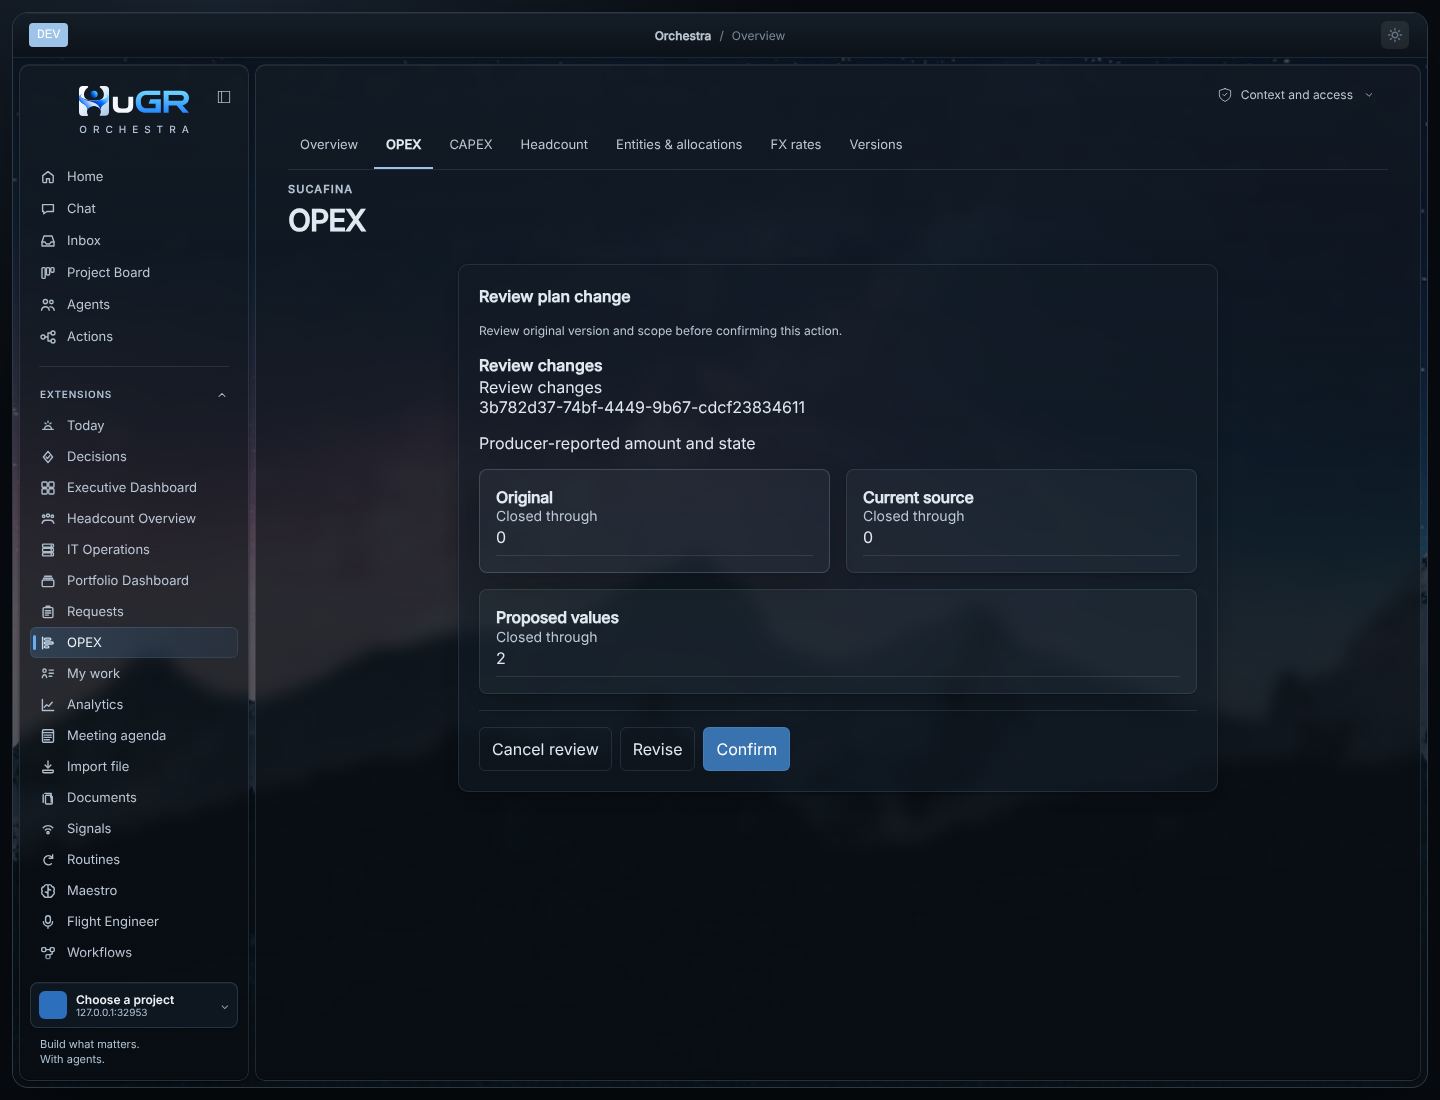 DEV
Orchestra / Overview
HuGR
ORCHESTRA
Context and access
Home
Chat
Inbox
Project Board
Agents
Actions
EXTENSIONS
Today
Decisions
Executive Dashboard
Headcount Overview
IT Operations
Portfolio Dashboard
Requests
OPEX
My work
Analytics
Meeting agenda
Import file
Documents
Signals
Routines
Maestro
Flight Engineer
Workflows
Choose a project
127.0.0.1:32953
Build what matters.
With agents.
Overview OPEX CAPEX Headcount Entities & allocations FX rates Versions
SUCAFINA
OPEX
Review plan change
Review original version and scope before confirming this action.
Review changes
Review changes
3b782d37-74bf-4449-9b67-cdcf23834611
Producer-reported amount and state
Original
Closed through
0
Current source
Closed through
0
Proposed values
Closed through
2
Cancel review Revise Confirm